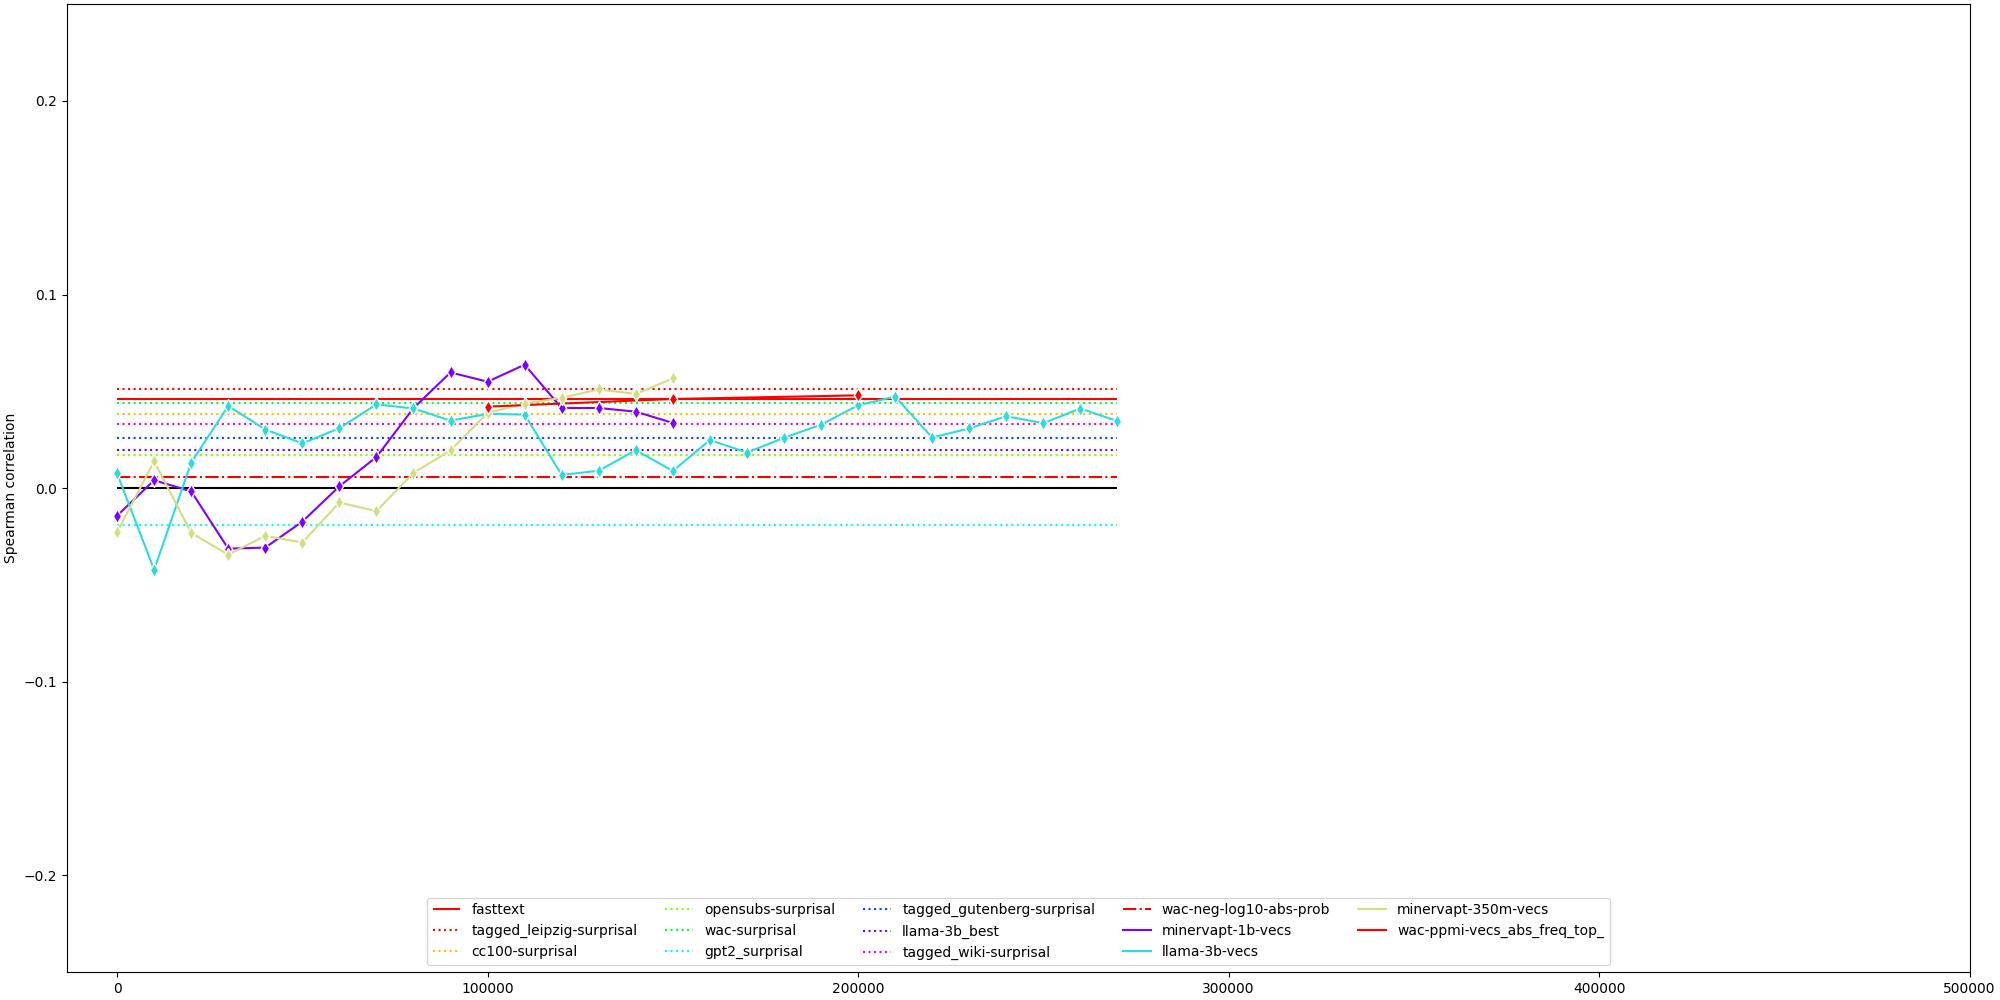 0.2
0.1
0.0
−0.1
−0.2
Spearman correlation
fasttext
tagged_leipzig-surprisal
cc100-surprisal
opensubs-surprisal
wac-surprisal
gpt2_surprisal
tagged_gutenberg-surprisal
llama-3b_best
tagged_wiki-surprisal
wac-neg-log10-abs-prob
minervapt-1b-vecs
llama-3b-vecs
minervapt-350m-vecs
wac-ppmi-vecs_abs_freq_top_
0 100000 200000 300000 400000 500000